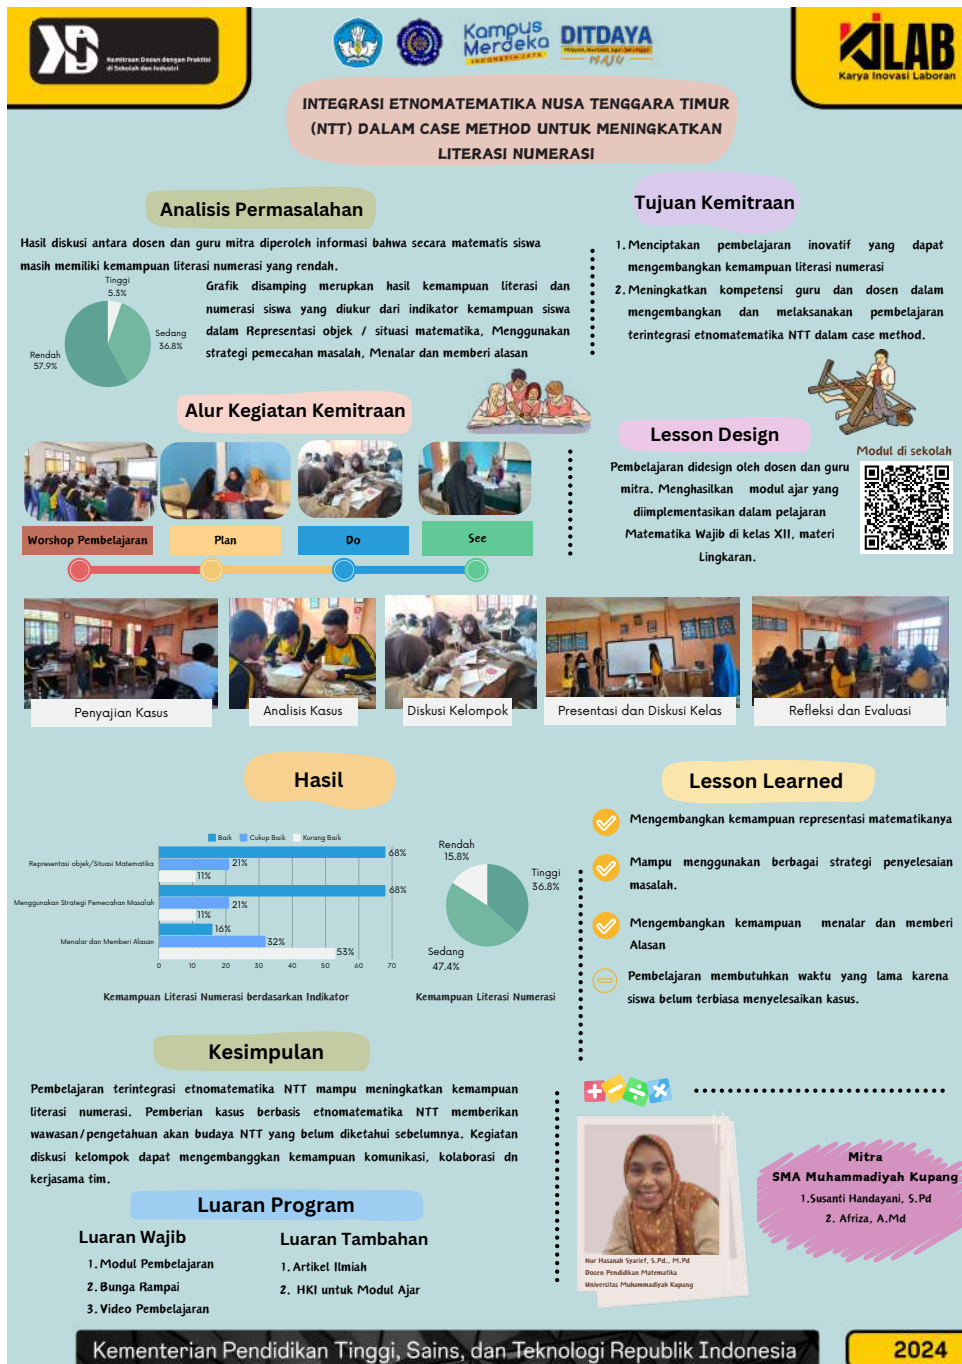 KDS
Kemitraan Dosen dengan Praktisi
di Sekolah dan Industri
Kampus
Merdeka
INDONESIA JAYA
DITDAYA
MAJU
KILAB
Karya Inovasi Laboran
INTEGRASI ETNOMATEMATIKA NUSA TENGGARA TIMUR
(NTT) DALAM CASE METHOD UNTUK MENINGKATKAN
LITERASI NUMERASI
Analisis Permasalahan
Hasil diskusi antara dosen dan guru mitra diperoleh informasi bahwa secara matematis siswa
masih memiliki kemampuan literasi numerasi yang rendah.
Tinggi
5.3%
Sedang
36.8%
Rendah
57.9%
Grafik disamping merupkan hasil kemampuan literasi dan
numerasi siswa yang diukur dari indikator kemampuan siswa
dalam Representasi objek / situasi matematika, Menggunakan
strategi pemecahan masalah, Menalar dan memberi alasan
Tujuan Kemitraan
1. Menciptakan pembelajaran inovatif yang dapat
mengembangkan kemampuan literasi numerasi
2. Meningkatkan kompetensi guru dan dosen dalam
mengembangkan dan melaksanakan pembelajaran
terintegrasi etnomatematika NTT dalam case method.
Alur Kegiatan Kemitraan
Worshop Pembelajaran
Plan
Do
See
Lesson Design
Pembelajaran didesign oleh dosen dan guru
mitra. Menghasilkan modul ajar yang
diimplementasikan dalam pelajaran
Matematika Wajib di kelas XII, materi
Lingkaran.
Modul di sekolah
Penyajian Kasus
Analisis Kasus
Diskusi Kelompok
Presentasi dan Diskusi Kelas
Refleksi dan Evaluasi
Hasil
Baik
Cukup Baik
Kurang Baik
Representasi objek/Situasi Matematika
68%
21%
11%
Menggunakan Strategi Pemecahan Masalah
68%
21%
11%
Menalar dan Memberi Alasan
16%
32%
53%
0 10 20 30 40 50 60 70
Kemampuan Literasi Numerasi berdasarkan Indikator
Rendah
15.8%
Tinggi
36.8%
Sedang
47.4%
Kemampuan Literasi Numerasi
Lesson Learned
Mengembangkan kemampuan representasi matematikanya
Mampu menggunakan berbagai strategi penyelesaian
masalah.
Mengembangkan kemampuan menalar dan memberi
Alasan
Pembelajaran membutuhkan waktu yang lama karena
siswa belum terbiasa menyelesaikan kasus.
Kesimpulan
Pembelajaran terintegrasi etnomatematika NTT mampu meningkatkan kemampuan
literasi numerasi. Pemberian kasus berbasis etnomatematika NTT memberikan
wawasan/pengetahuan akan budaya NTT yang belum diketahui sebelumnya. Kegiatan
diskusi kelompok dapat mengembanggkan kemampuan komunikasi, kolaborasi dn
kerjasama tim.
Luaran Program
Luaran Wajib
1. Modul Pembelajaran
2. Bunga Rampai
3. Video Pembelajaran
Luaran Tambahan
1. Artikel Ilmiah
2. HKI untuk Modul Ajar
Nur Hasanah Syarief, S.Pd., M.Pd
Dosen Pendidikan Matematika
Universitas Muhammadiyah Kupang
Mitra
SMA Muhammadiyah Kupang
1.Susanti Handayani, S.Pd
2. Afriza, A.Md
Kementerian Pendidikan Tinggi, Sains, dan Teknologi Republik Indonesia
2024